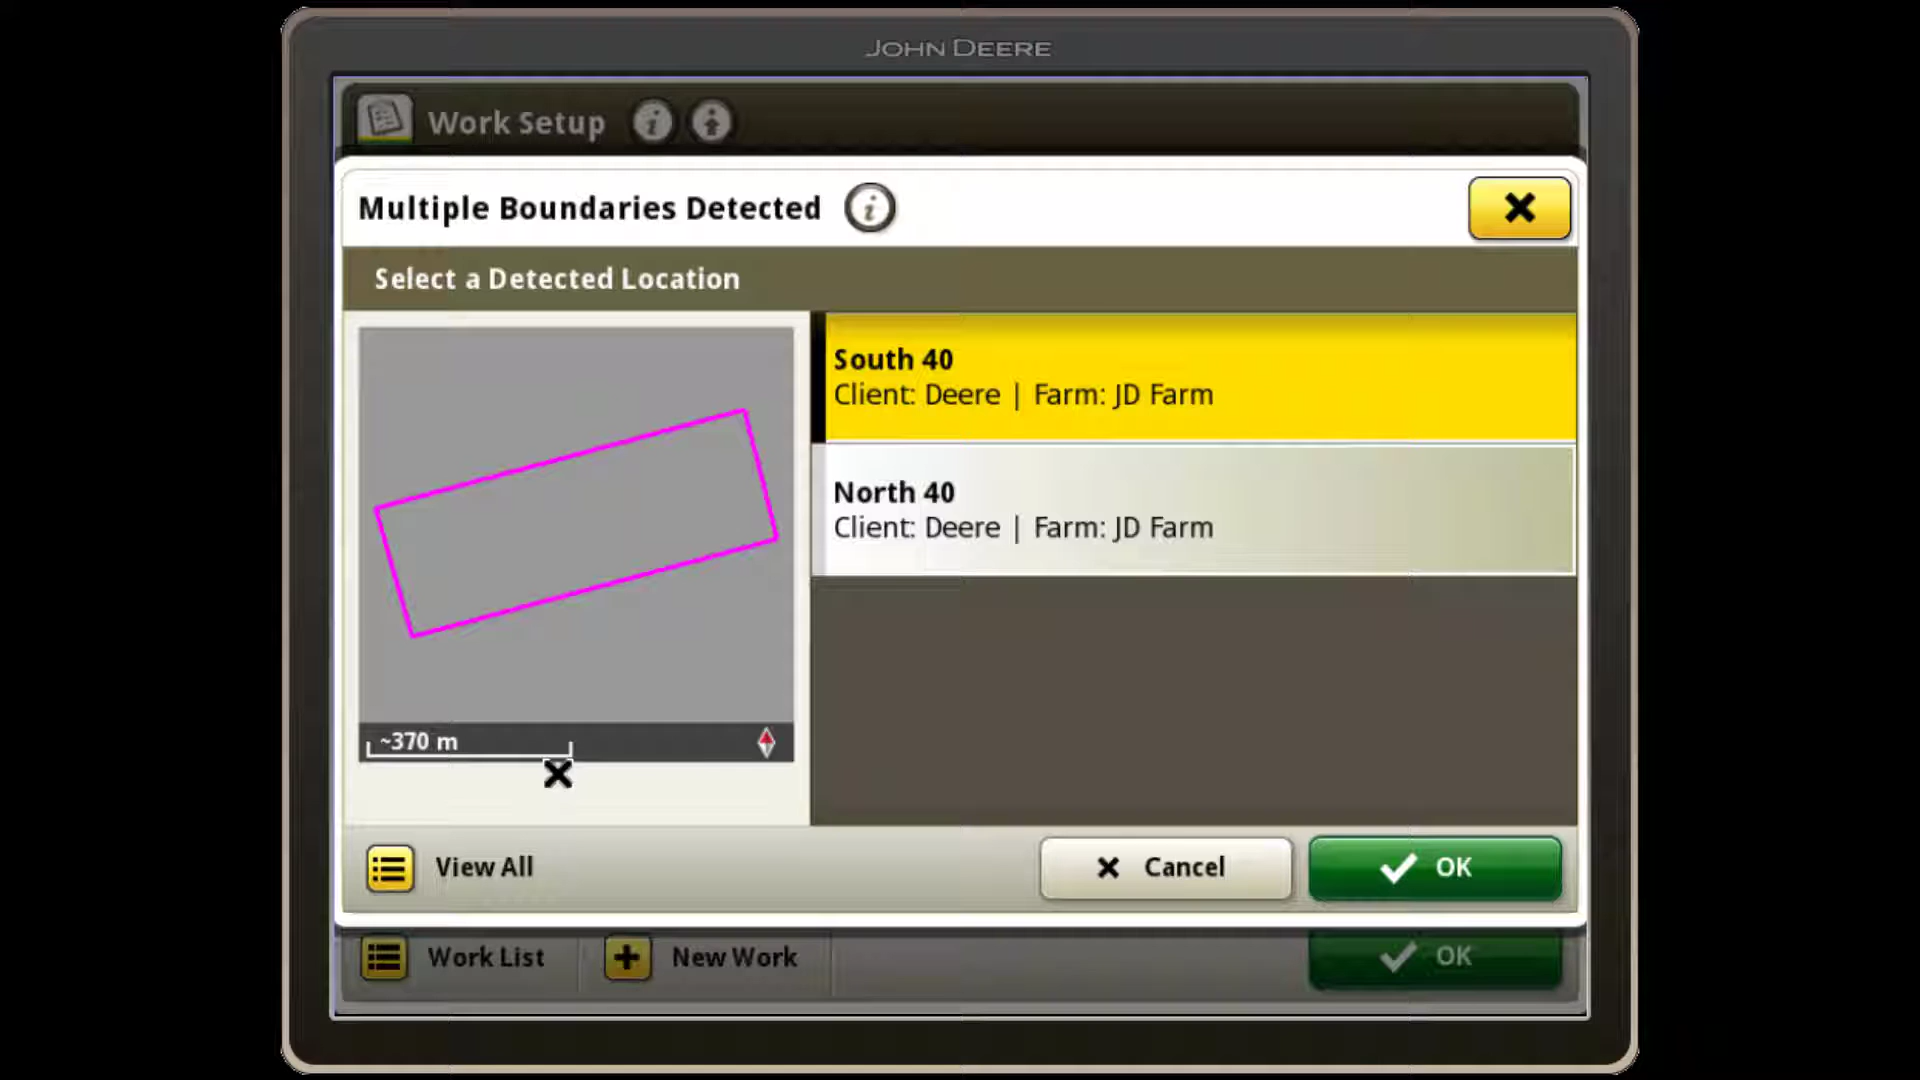 JOHN DEERE
Work Setup
Multiple Boundaries Detected
Select a Detected Location
South 40
Client: Deere | Farm: JD Farm
North 40
Client: Deere | Farm: JD Farm
~370 m
View All
Cancel
OK
Work List
New Work
OK